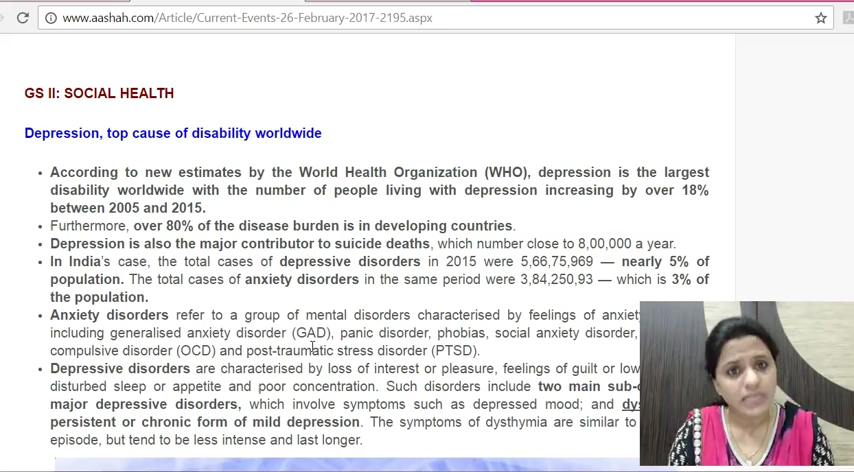 www.aashah.com/Article/Current-Events-26-February-2017-2195.aspx
GS II: SOCIAL HEALTH
Depression, top cause of disability worldwide
• According to new estimates by the World Health Organization (WHO), depression is the largest
disability worldwide with the number of people living with depression increasing by over 18%
between 2005 and 2015.
• Furthermore, over 80% of the disease burden is in developing countries.
• Depression is also the major contributor to suicide deaths, which number close to 8,00,000 a year.
• In India's case, the total cases of depressive disorders in 2015 were 5,66,75,969 — nearly 5% of
population. The total cases of anxiety disorders in the same period were 3,84,250,93 — which is 3% of
the population.
• Anxiety disorders refer to a group of mental disorders characterised by feelings of
including generalised anxiety disorder (GAD), panic disorder, phobias, social anxiety disorder,
compulsive disorder (OCD) and post-traumatic stress disorder (PTSD).
• Depressive disorders are characterised by loss of interest or pleasure, feelings of guilt or low
disturbed sleep or appetite and poor concentration. Such disorders include two main
major depressive disorders, which involve symptoms such as depressed mood; and
persistent or chronic form of mild depression. The symptoms of dysthymia are similar to
episode, but tend to be less intense and last longer.